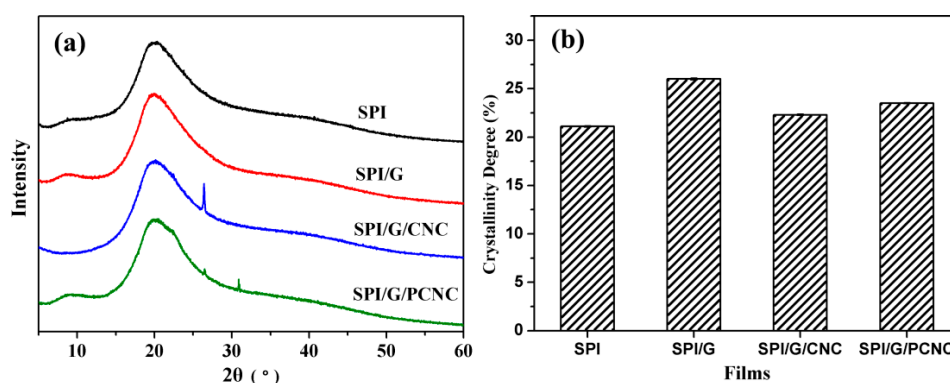 (a)
SPI
SPI/G
SPI/G/CNC
SPI/G/PCNC
Intensity
10 20 30 40 50 60
2θ (°)
(b)
30
25
20
15
10
5
0
Crystallinity Degree (%)
SPI SPI/G SPI/G/CNC SPI/G/PCNC
Films